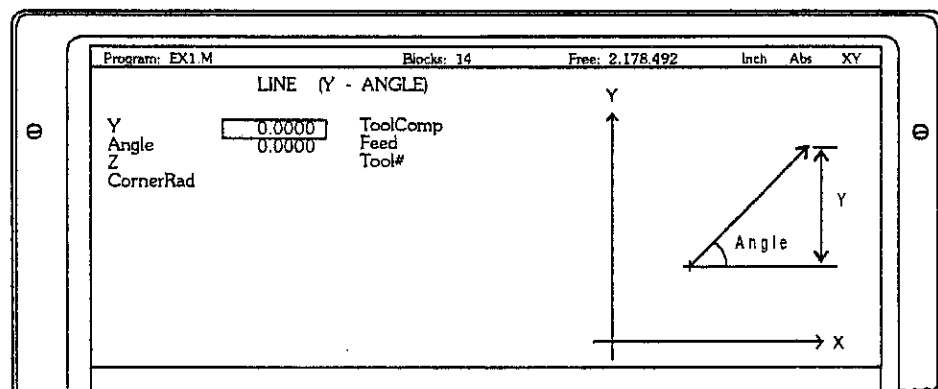 Program: EX1.M Blocks: 14 Free: 2.178.492 Inch Abs XY
LINE (Y - ANGLE)
Y 0.0000 ToolComp
Angle 0.0000 Feed
Z Tool#
CornerRad
Y
Y
Angle
X